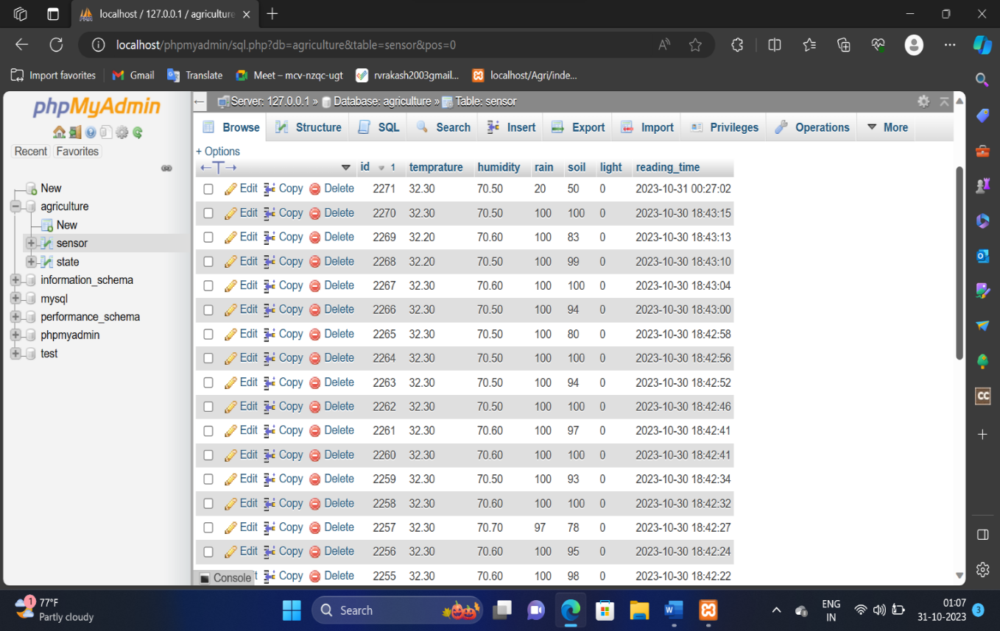 localhost / 127.0.0.1 / agriculture
localhost/phpmyadmin/sql.php?db=agriculture&table=sensor&pos=0
Import favorites Gmail Translate Meet – mcv-nzqc-ugt rvrakash2003gmail... localhost/Agri/inde...
phpMyAdmin
Recent Favorites
New
agriculture
New
sensor
state
information_schema
mysql
performance_schema
phpmyadmin
test
Server: 127.0.0.1 » Database: agriculture » Table: sensor
Browse Structure SQL Search Insert Export Import Privileges Operations More
+ Options
←T→ id 1 temprature humidity rain soil light reading_time
Edit Copy Delete 2271 32.30 70.50 20 50 0 2023-10-31 00:27:02
Edit Copy Delete 2270 32.30 70.50 100 100 0 2023-10-30 18:43:15
Edit Copy Delete 2269 32.20 70.60 100 83 0 2023-10-30 18:43:13
Edit Copy Delete 2268 32.20 70.50 100 99 0 2023-10-30 18:43:10
Edit Copy Delete 2267 32.30 70.60 100 100 0 2023-10-30 18:43:04
Edit Copy Delete 2266 32.30 70.50 100 94 0 2023-10-30 18:43:00
Edit Copy Delete 2265 32.30 70.50 100 80 0 2023-10-30 18:42:58
Edit Copy Delete 2264 32.30 70.50 100 100 0 2023-10-30 18:42:56
Edit Copy Delete 2263 32.30 70.50 100 94 0 2023-10-30 18:42:52
Edit Copy Delete 2262 32.30 70.50 100 100 0 2023-10-30 18:42:46
Edit Copy Delete 2261 32.30 70.60 100 97 0 2023-10-30 18:42:41
Edit Copy Delete 2260 32.30 70.60 100 100 0 2023-10-30 18:42:41
Edit Copy Delete 2259 32.30 70.50 100 93 0 2023-10-30 18:42:34
Edit Copy Delete 2258 32.30 70.60 100 100 0 2023-10-30 18:42:32
Edit Copy Delete 2257 32.30 70.70 97 78 0 2023-10-30 18:42:27
Edit Copy Delete 2256 32.30 70.60 100 95 0 2023-10-30 18:42:24
Console Copy Delete 2255 32.30 70.60 100 98 0 2023-10-30 18:42:22
CC
1 77°F
Partly cloudy
Search
ENG
IN
01:07
31-10-2023
3